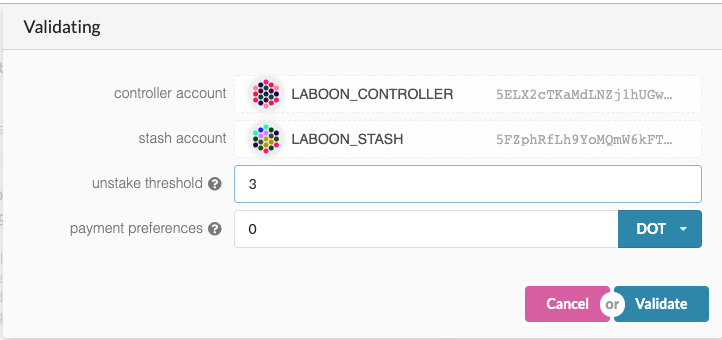 Validating
controller account LABOON_CONTROLLER 5ELX2cTKaMdLNZj1hUGw…
stash account LABOON_STASH 5FZphRfLh9YoMQmW6kFT…
unstake threshold ? 3
payment preferences ? 0 DOT
Cancel or Validate